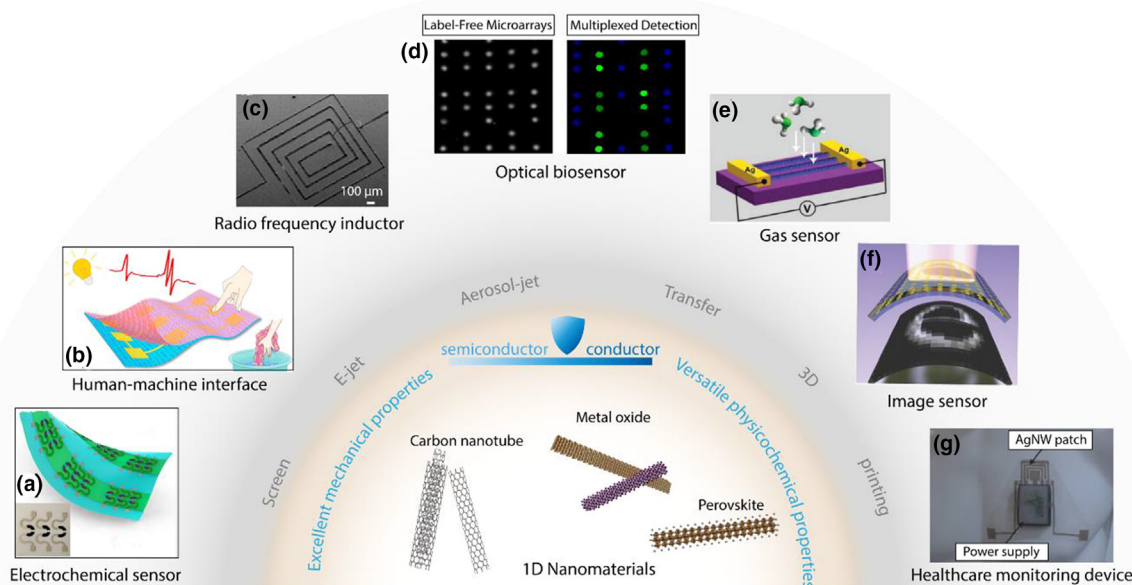 Label-Free Microarrays
Multiplexed Detection
(d)
Optical biosensor
(c)
100 µm
Radio frequency inductor
(e)
Ag
Ag
V
Gas sensor
(b)
Human-machine interface
(f)
Image sensor
(a)
Electrochemical sensor
(g)
AgNW patch
Power supply
Healthcare monitoring device
Screen
E-jet
Aerosol-jet
Transfer
3D
printing
semiconductor
conductor
Excellent mechanical properties
Versatile physicochemical properties
Carbon nanotube
Metal oxide
Perovskite
1D Nanomaterials